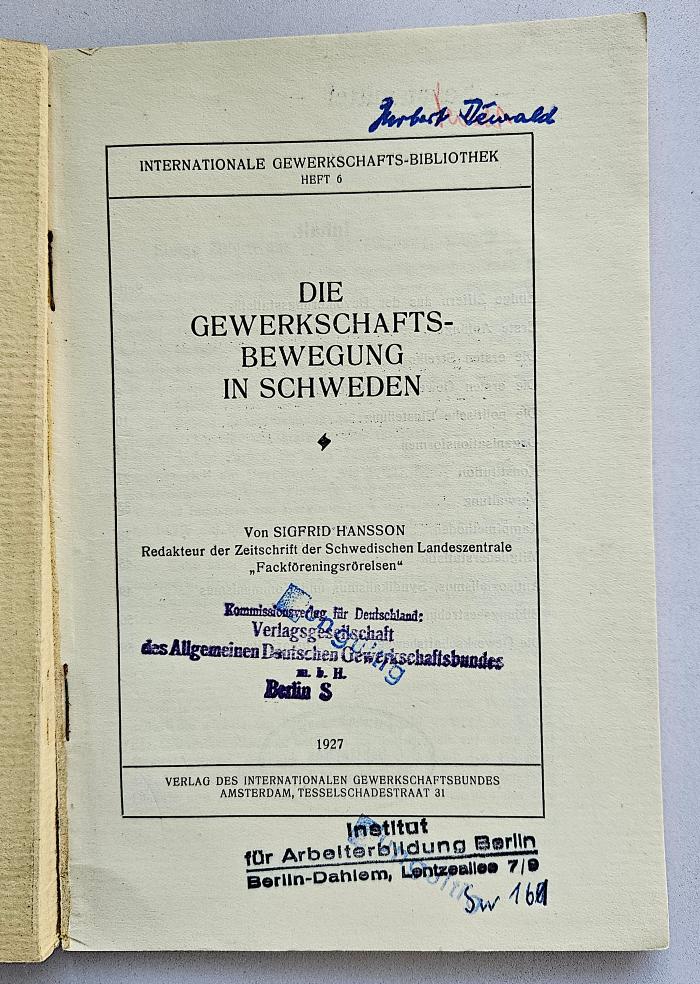 Herbert Dewald
INTERNATIONALE GEWERKSCHAFTS-BIBLIOTHEK
HEFT 6
DIE
GEWERKSCHAFTS-
BEWEGUNG
IN SCHWEDEN
Von SIGFRID HANSSON
Redakteur der Zeitschrift der Schwedischen Landeszentrale
„Fackföreningsrörelsen“
Kommissionsverlag für Deutschland:
Verlagsgesellschaft
des Allgemeinen Deutschen Gewerkschaftsbundes
m. b. H.
Berlin S
Ungültig
1927
VERLAG DES INTERNATIONALEN GEWERKSCHAFTSBUNDES
AMSTERDAM, TESSELSCHADESTRAAT 31
Institut
für Arbeiterbildung Berlin
Berlin-Dahlem, Lentzeallee 7/9
Ungültig